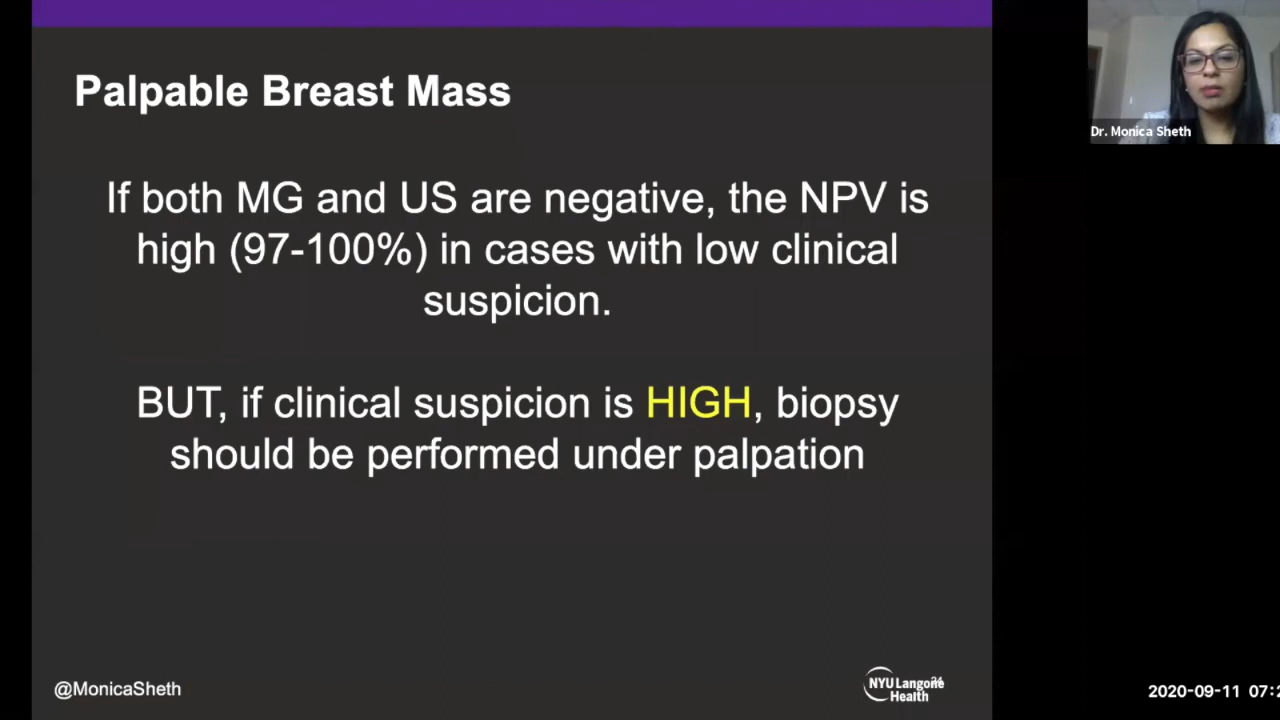 Palpable Breast Mass
Dr. Monica Sheth
If both MG and US are negative, the NPV is
high (97-100%) in cases with low clinical
suspicion.
BUT, if clinical suspicion is HIGH, biopsy
should be performed under palpation
@MonicaSheth
NYU Langone
Health
2020-09-11 07:2